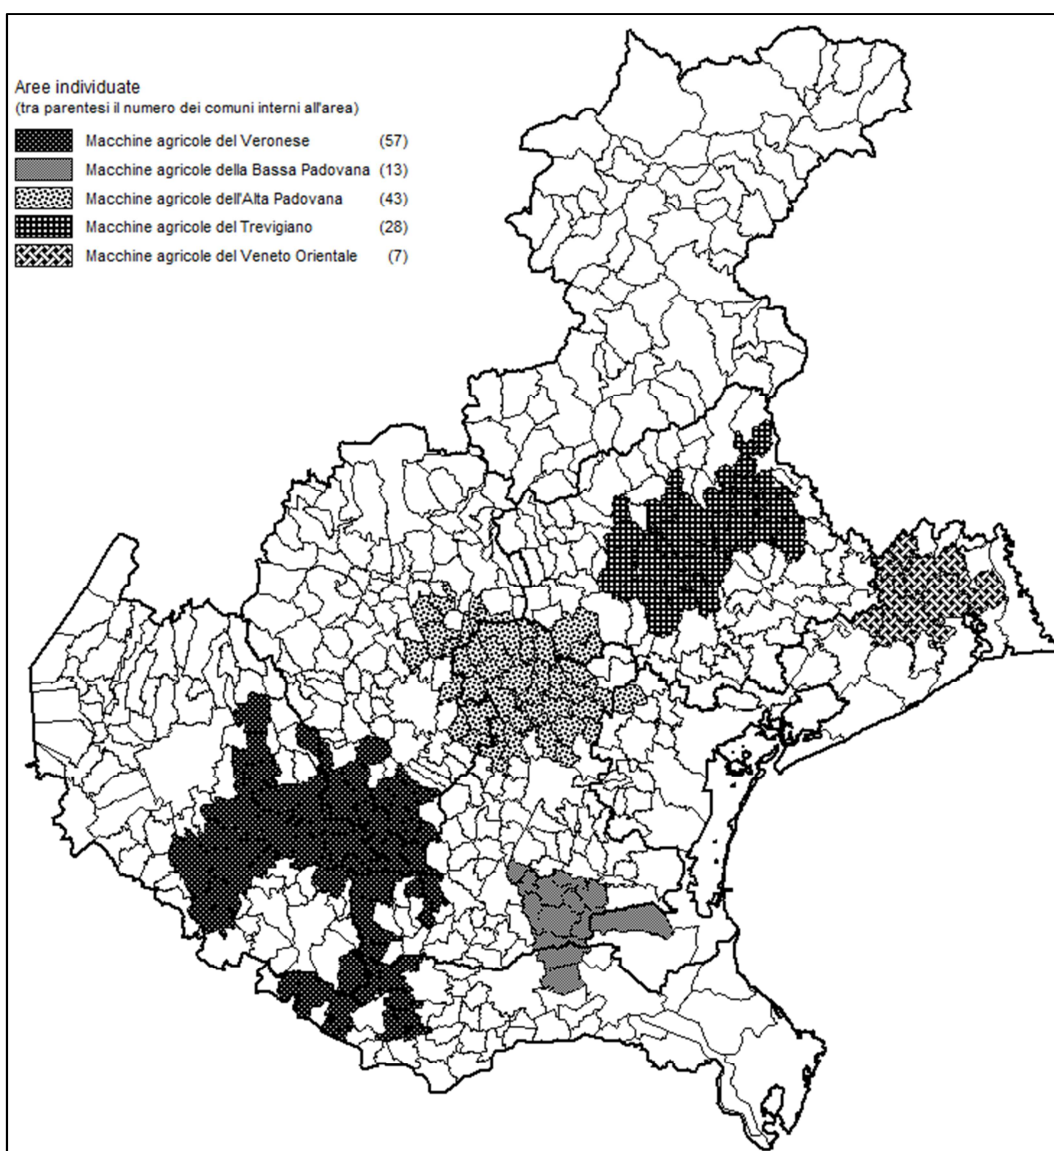 Aree individuate
(tra parentesi il numero dei comuni interni all'area)
Macchine agricole del Veronese (57)
Macchine agricole della Bassa Padovana (13)
Macchine agricole dell'Alta Padovana (43)
Macchine agricole del Trevigiano (28)
Macchine agricole del Veneto Orientale (7)